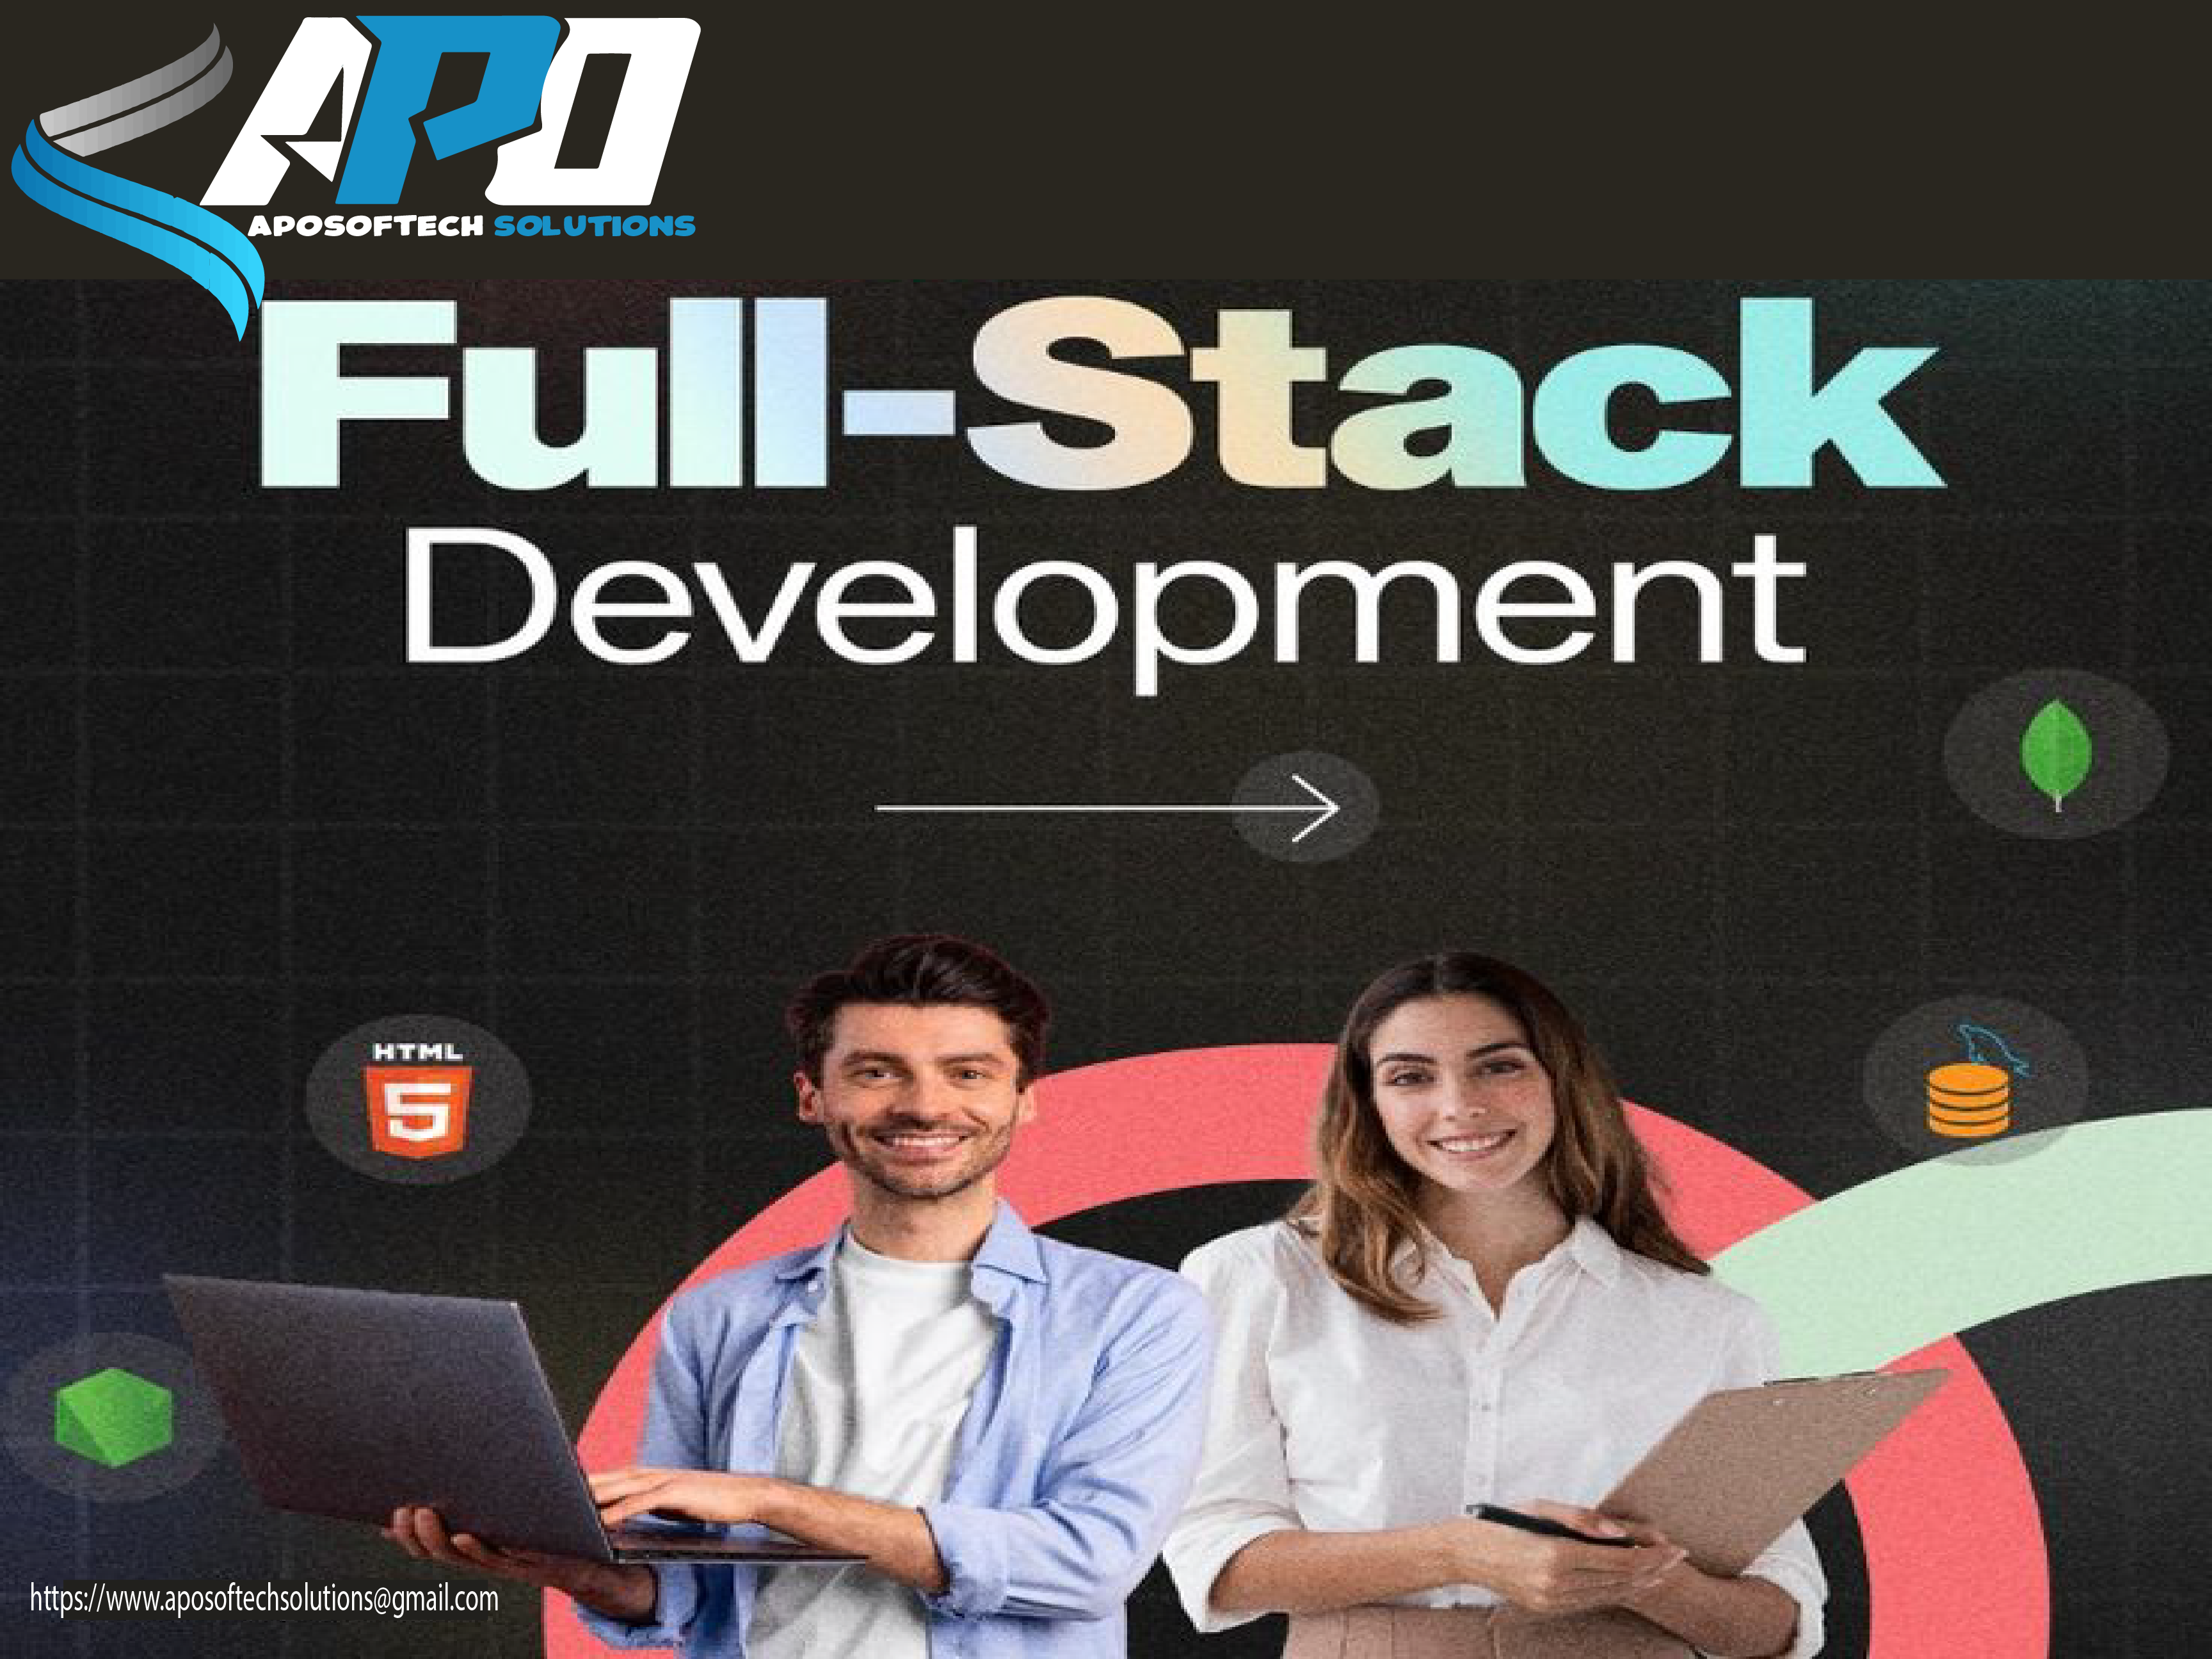 APO
APOSOFTECH SOLUTIONS
Full-Stack
Development
HTML
5
https://www.aposoftechsolutions@gmail.com